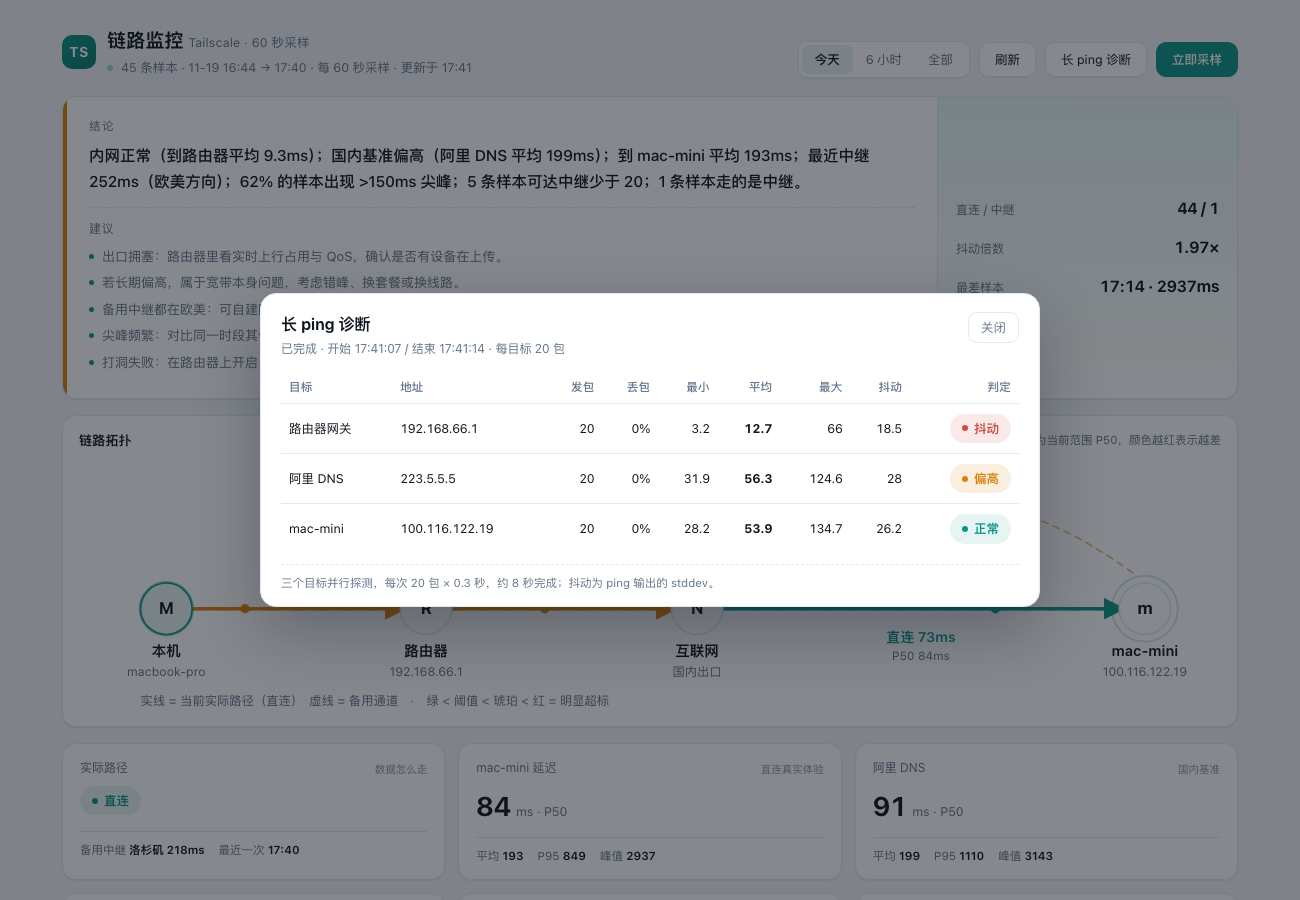 TS
链路监控 Tailscale · 60 秒采样
45 条样本 · 11-19 16:44 → 17:40 · 每 60 秒采样 · 更新于 17:41
今天 6 小时 全部 刷新 长 ping 诊断 立即采样
结论
内网正常（到路由器平均 9.3ms）；国内基准偏高（阿里 DNS 平均 199ms）；到 mac-mini 平均 193ms；最近中继
252ms（欧美方向）；62% 的样本出现 >150ms 尖峰；5 条样本可达中继少于 20；1 条样本走的是中继。
建议
出口拥塞：路由器里看实时上行占用与 QoS，确认是否有设备在上传。
若长期偏高，属于宽带本身问题，考虑错峰、换套餐或换线路。
备用中继都在欧美：可自建
尖峰频繁：对比同一时段其
打洞失败：在路由器上开启
直连 / 中继 44 / 1
抖动倍数 1.97×
最差样本 17:14 · 2937ms
长 ping 诊断
关闭
已完成 · 开始 17:41:07 / 结束 17:41:14 · 每目标 20 包
目标 地址 发包 丢包 最小 平均 最大 抖动 判定
路由器网关 192.168.66.1 20 0% 3.2 12.7 66 18.5 抖动
阿里 DNS 223.5.5.5 20 0% 31.9 56.3 124.6 28 偏高
mac-mini 100.116.122.19 20 0% 28.2 53.9 134.7 26.2 正常
三个目标并行探测，每次 20 包 × 0.3 秒，约 8 秒完成；抖动为 ping 输出的 stddev。
链路拓扑
当前范围 P50，颜色越红表示越差
M R N m
本机 路由器 互联网 mac-mini
macbook-pro 192.168.66.1 国内出口 100.116.122.19
直连 73ms
P50 84ms
实线 = 当前实际路径（直连） 虚线 = 备用通道 · 绿 < 阈值 < 琥珀 < 红 = 明显超标
实际路径 数据怎么走
直连
备用中继 洛杉矶 218ms 最近一次 17:40
mac-mini 延迟 直连真实体验
84 ms · P50
平均 193 P95 849 峰值 2937
阿里 DNS 国内基准
91 ms · P50
平均 199 P95 1110 峰值 3143